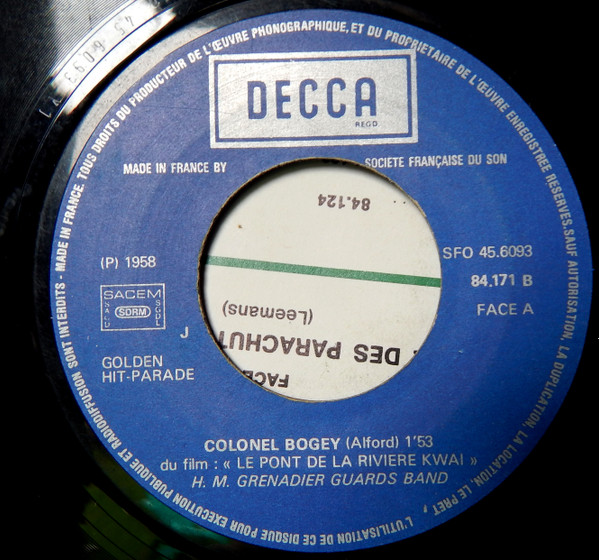 TOUS DROITS DU PRODUCTEUR DE L'ŒUVRE PHONOGRAPHIQUE, ET DU PROPRIETAIRE DE L'ŒUVRE ENREGISTREE RESERVES. SAUF AUTORISATION, LA DUPLICATION, LA LOCATION, LE PRET, L'UTILISATION DE CE DISQUE POUR EXECUTION PUBLIQUE ET RADIODIFFUSION SONT INTERDITS - MADE IN FRANCE.
DECCA
REGD
MADE IN FRANCE BY SOCIETE FRANÇAISE DU SON
(P) 1958
SFO 45.6093
84.171 B
FACE A
SACEM
SACD SDRM SGDL
J
GOLDEN
HIT-PARADE
84.124
(Leemans)
DES PARACHUT
FACE
COLONEL BOGEY (Alford) 1'53
du film : « LE PONT DE LA RIVIERE KWAI »
H. M. GRENADIER GUARDS BAND